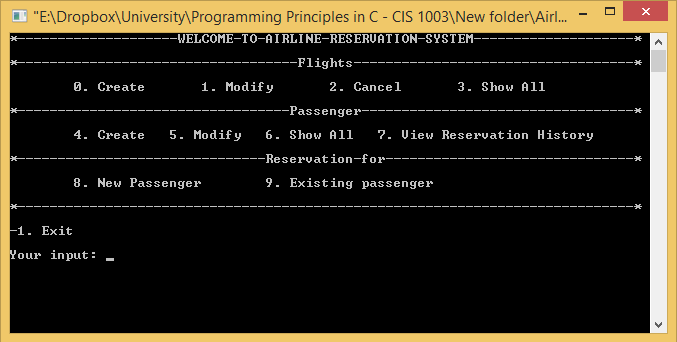 "E:\Dropbox\University\Programming Principles in C - CIS 1003\New folder\Airl...
*--------------------WELCOME-TO-AIRLINE-RESERVATION-SYSTEM--------------------*
*-----------------------------------Flights-----------------------------------*
0. Create 1. Modify 2. Cancel 3. Show All
*----------------------------------Passenger----------------------------------*
4. Create 5. Modify 6. Show All 7. View Reservation History
*-------------------------------Reservation-for-------------------------------*
8. New Passenger 9. Existing passenger
*-----------------------------------------------------------------------------*
-1. Exit
Your input: _